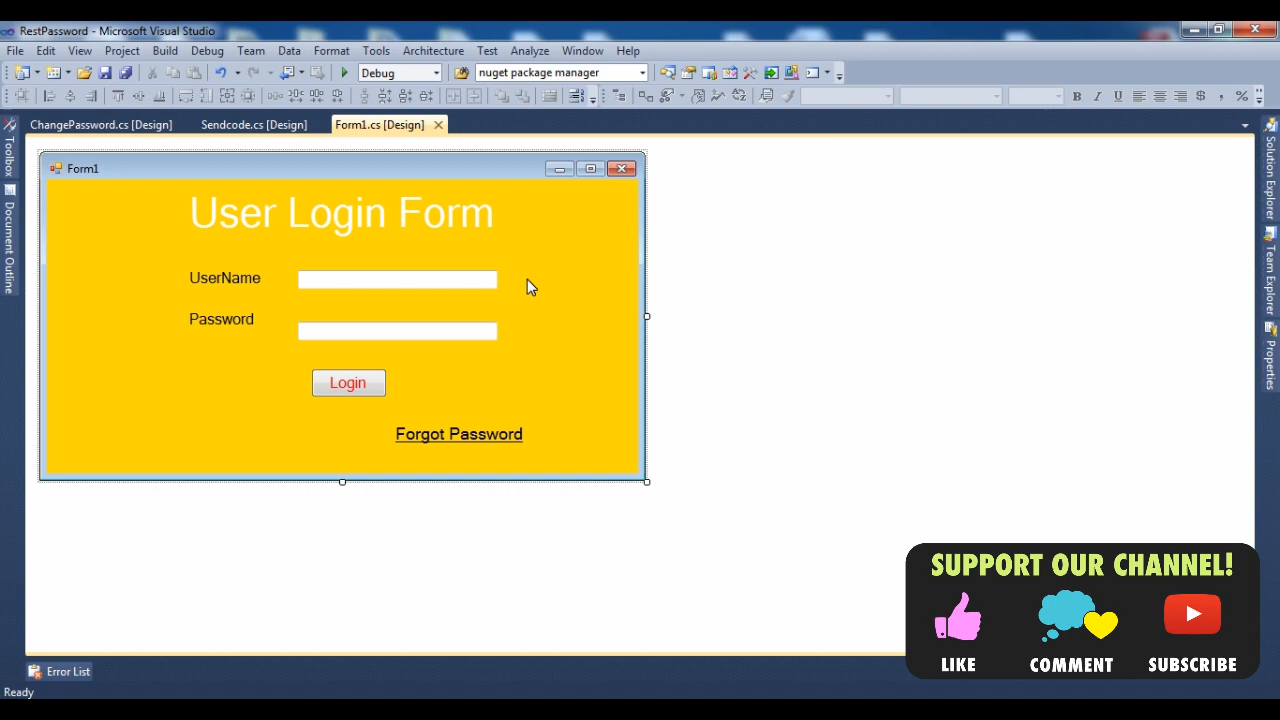 RestPassword - Microsoft Visual Studio
File Edit View Project Build Debug Team Data Format Tools Architecture Test Analyze Window Help
Debug nuget package manager
B I U $ , %
ChangePassword.cs [Design] Sendcode.cs [Design] Form1.cs [Design]
Toolbox
Document Outline
Solution Explorer
Team Explorer
Properties
Form1
User Login Form
UserName
Password
Login
Forgot Password
SUPPORT OUR CHANNEL!
LIKE COMMENT SUBSCRIBE
Error List
Ready